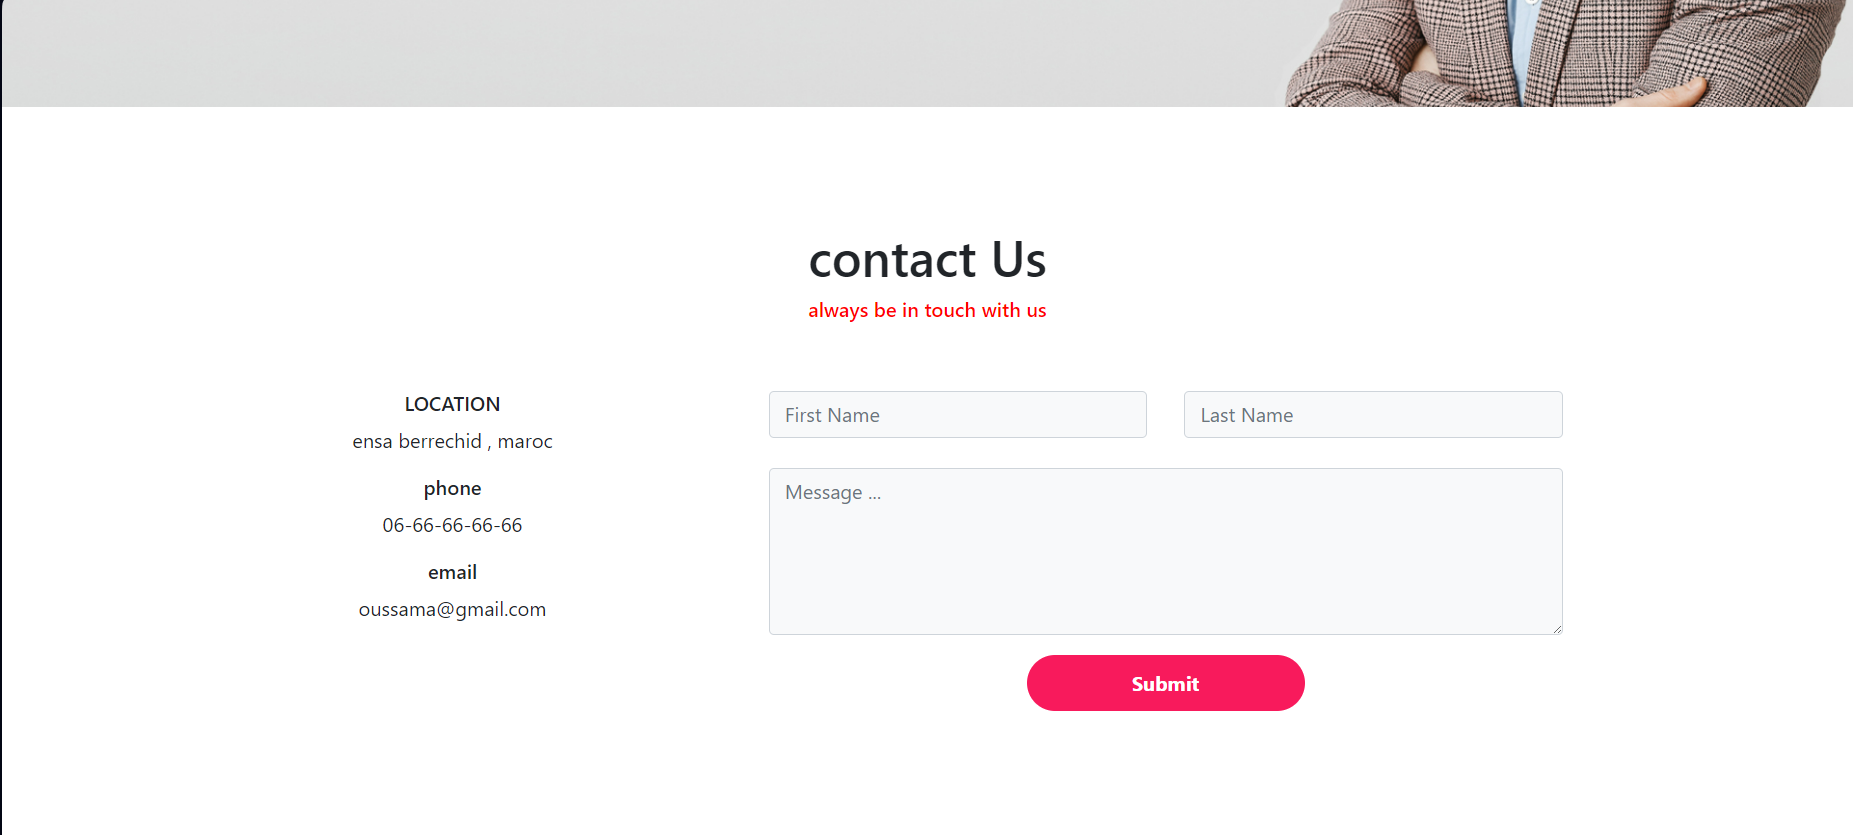 contact Us
always be in touch with us
LOCATION
ensa berrechid , maroc
phone
06-66-66-66-66
email
oussama@gmail.com
First Name
Last Name
Message ...
Submit